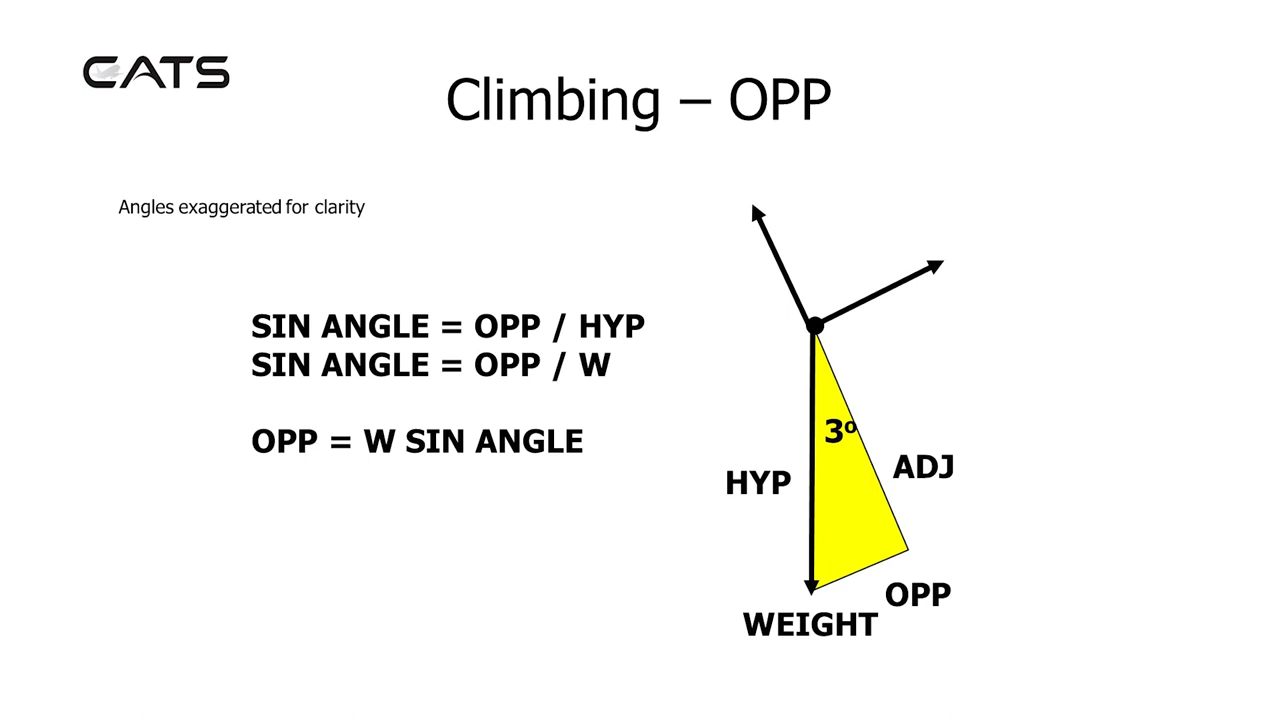 CATS
Climbing – OPP
Angles exaggerated for clarity
SIN ANGLE = OPP / HYP
SIN ANGLE = OPP / W
OPP = W SIN ANGLE
3º
ADJ
HYP
OPP
WEIGHT